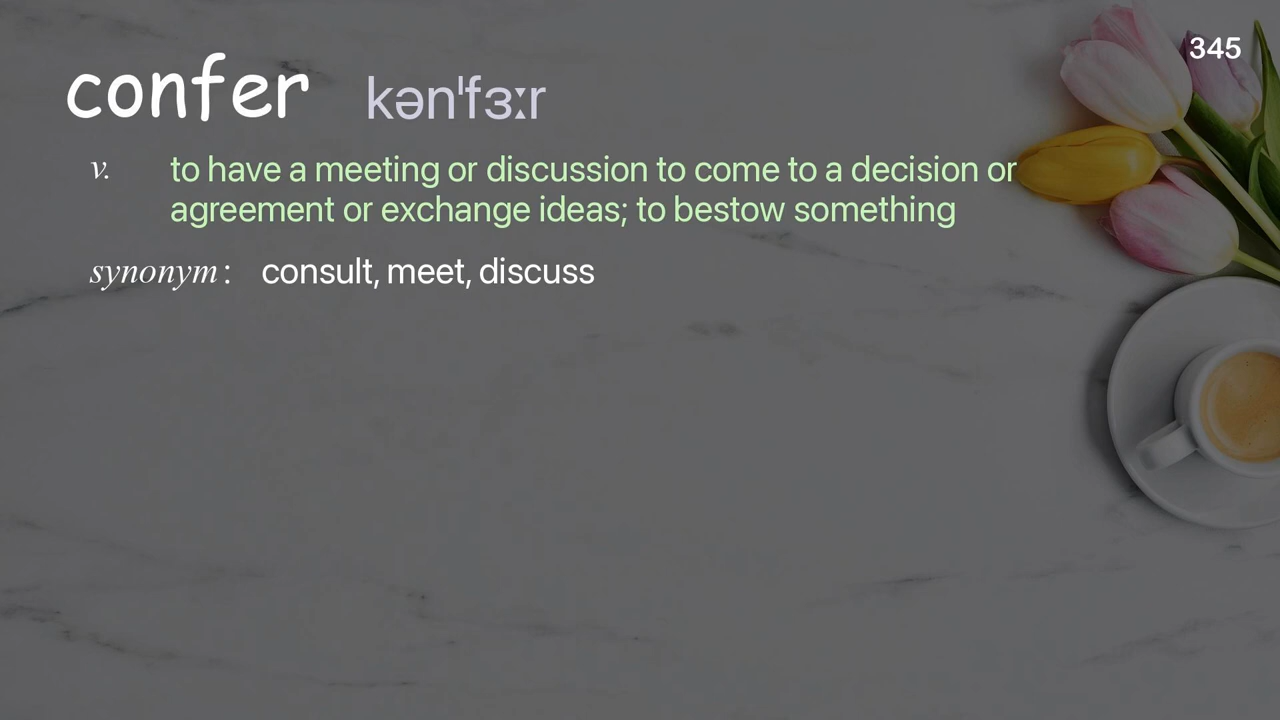 345
confer kənˈfɜːr
v. to have a meeting or discussion to come to a decision or
agreement or exchange ideas; to bestow something
synonym : consult, meet, discuss